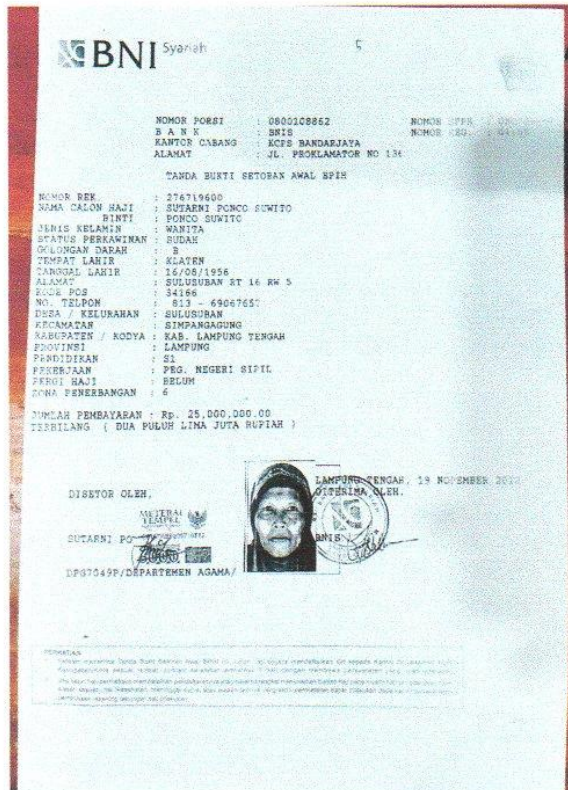 BNI Syariah
NOMOR PORSI : 0800108862
B A N K : BNIS
KANTOR CABANG : KCPS BANDARJAYA
ALAMAT : JL. PROKLAMATOR NO 136
NOMOR
NOMOR REG. :
TANDA BUKTI SETORAN AWAL BPIH
NOMOR REK : 276719600
NAMA CALON HAJI : SUTARNI PONCO SUWITO
BINTI : PONCO SUWITO
JENIS KELAMIN : WANITA
STATUS PERKAWINAN : SUDAH
GOLONGAN DARAH : B
TEMPAT LAHIR : KLATEN
TANGGAL LAHIR : 16/08/1956
ALAMAT : SULUSUBAN RT 16 RW 5
KODE POS : 34166
NO. TELPON : 813 - 69067657
DESA / KELURAHAN : SULUSUBAN
KECAMATAN : SIMPANGAGUNG
KABUPATEN / KODYA : KAB. LAMPUNG TENGAH
PROVINSI : LAMPUNG
PENDIDIKAN : S1
PEKERJAAN : PEG. NEGERI SIPIL
PERGI HAJI : BELUM
ZONA PENERBANGAN : 6
JUMLAH PEMBAYARAN : Rp. 25,000,000.00
TERBILANG ( DUA PULUH LIMA JUTA RUPIAH )
LAMPUNG TENGAH, 19 NOPEMBER
DISETOR OLEH,
DITERIMA OLEH.
METERAI
TEMPEL
6000
SUTARNI PO
BNIS
DPG7049P/DEPARTEMEN AGAMA/
PERHATIAN